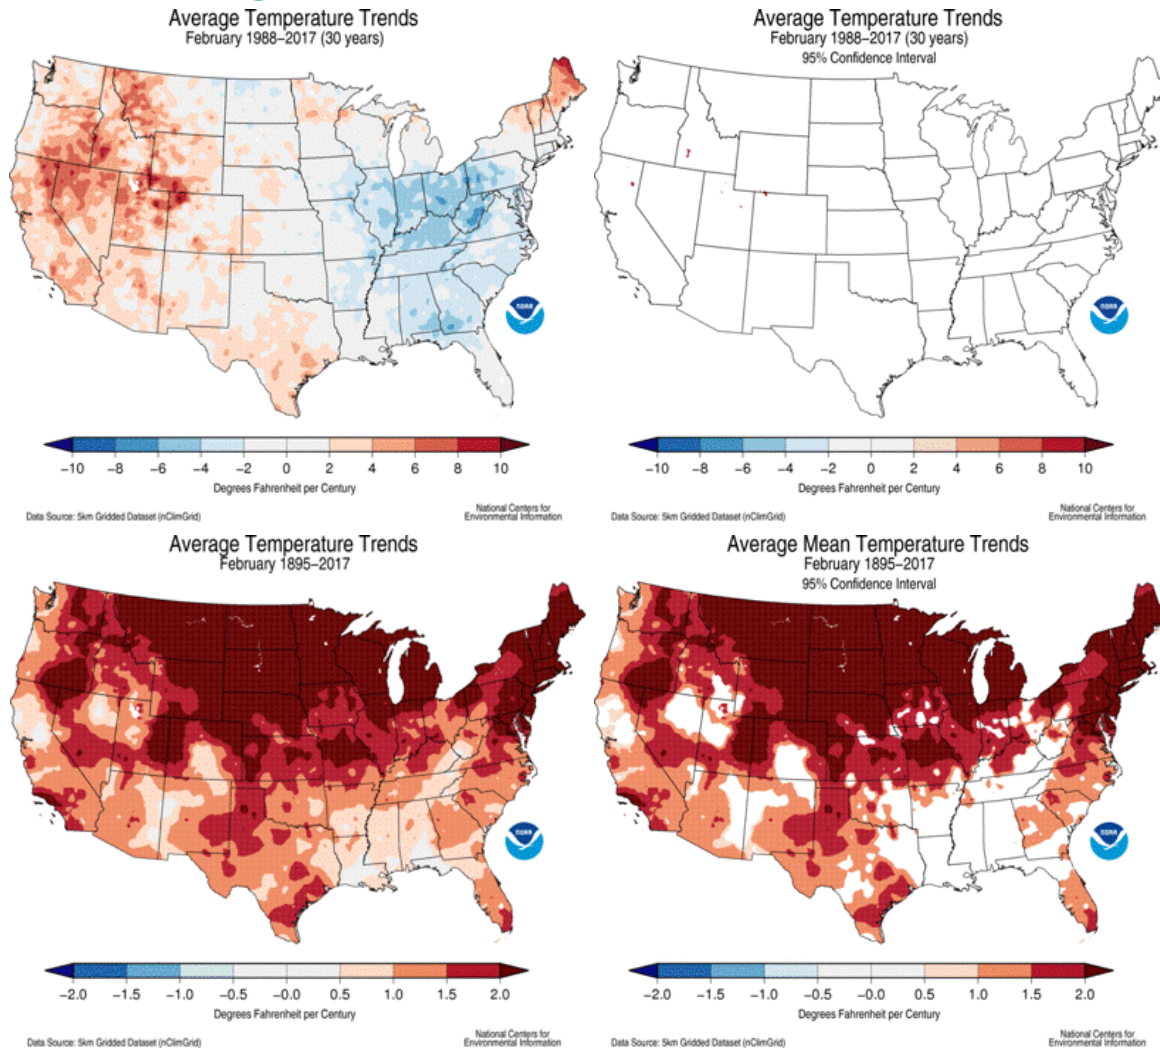 Average Temperature Trends
February 1988–2017 (30 years)
noaa
−10 −8 −6 −4 −2 0 2 4 6 8 10
Degrees Fahrenheit per Century
Data Source: 5km Gridded Dataset (nClimGrid)
National Centers for
Environmental Information
Average Temperature Trends
February 1988–2017 (30 years)
95% Confidence Interval
noaa
−10 −8 −6 −4 −2 0 2 4 6 8 10
Degrees Fahrenheit per Century
Data Source: 5km Gridded Dataset (nClimGrid)
National Centers for
Environmental Information
Average Temperature Trends
February 1895–2017
noaa
−2.0 −1.5 −1.0 −0.5 −0.0 0.5 1.0 1.5 2.0
Degrees Fahrenheit per Century
Data Source: 5km Gridded Dataset (nClimGrid)
National Centers for
Environmental Information
Average Mean Temperature Trends
February 1895–2017
95% Confidence Interval
noaa
−2.0 −1.5 −1.0 −0.5 −0.0 0.5 1.0 1.5 2.0
Degrees Fahrenheit per Century
Data Source: 5km Gridded Dataset (nClimGrid)
National Centers for
Environmental Information